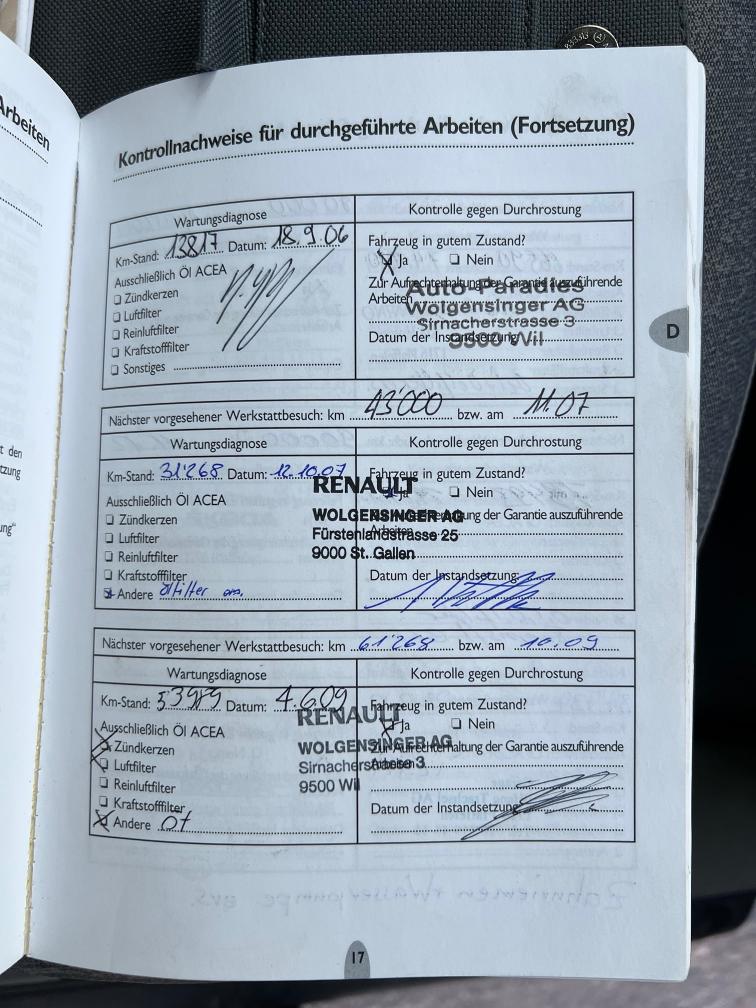 Arbeiten
Kontrollnachweise für durchgeführte Arbeiten (Fortsetzung)
Wartungsdiagnose
Kontrolle gegen Durchrostung
Km-Stand: 13817 Datum: 18.9.06
Fahrzeug in gutem Zustand?
Ja Nein
Ausschließlich Öl ACEA
Zündkerzen
Luftfilter
Reinluftfilter
Kraftstofffilter
Sonstiges
Zur Aufrechterhaltung der Garantie auszuführende
Arbeiten
Auto-Paradies
Wolgensinger AG
Sirnacherstrasse 3
9500 Wil
Datum der Instandsetzung
D
Nächster vorgesehener Werkstattbesuch: km 43'000 bzw. am 11.07
Wartungsdiagnose
Kontrolle gegen Durchrostung
Km-Stand: 31'268 Datum: 12.10.07
Fahrzeug in gutem Zustand?
Ja Nein
Ausschließlich Öl ACEA
Zündkerzen
Luftfilter
Reinluftfilter
Kraftstofffilter
Andere ölfilter
RENAULT
WOLGENSINGER AG
Fürstenlandstrasse 25
9000 St. Gallen
ung der Garantie auszuführende
Arbeiten
Datum der Instandsetzung:
Nächster vorgesehener Werkstattbesuch: km 61'268 bzw. am 10.09
Wartungsdiagnose
Kontrolle gegen Durchrostung
Km-Stand: 53989 Datum: 4.6.09
Fahrzeug in gutem Zustand?
Ja Nein
Ausschließlich Öl ACEA
Zündkerzen
Luftfilter
Reinluftfilter
Kraftstofffilter
Andere
RENAULT
WOLGENSINGER AG
Sirnacherstrasse 3
9500 Wil
Zur Aufrechterhaltung der Garantie auszuführende
Arbeiten
Datum der Instandsetzung
17